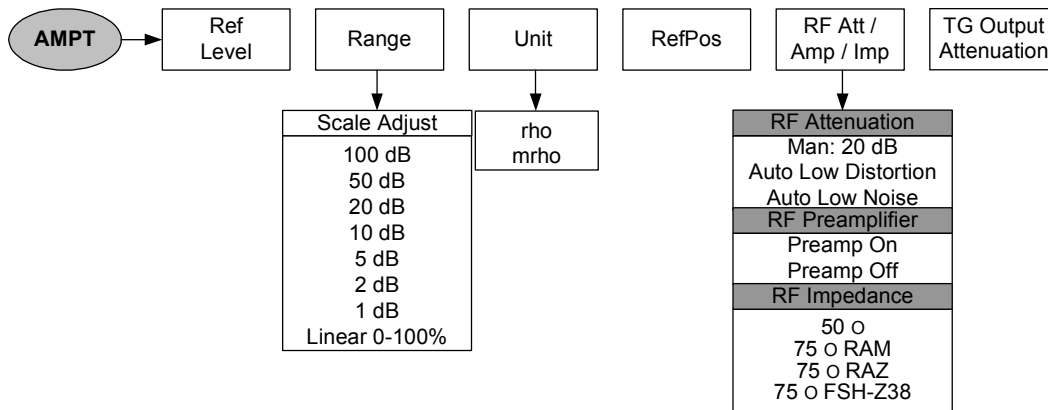 AMPT
Ref
Level
Range
Unit
RefPos
RF Att /
Amp / Imp
TG Output
Attenuation
Scale Adjust
100 dB
50 dB
20 dB
10 dB
5 dB
2 dB
1 dB
Linear 0-100%
rho
mrho
RF Attenuation
Man: 20 dB
Auto Low Distortion
Auto Low Noise
RF Preamplifier
Preamp On
Preamp Off
RF Impedance
50 O
75 O RAM
75 O RAZ
75 O FSH-Z38